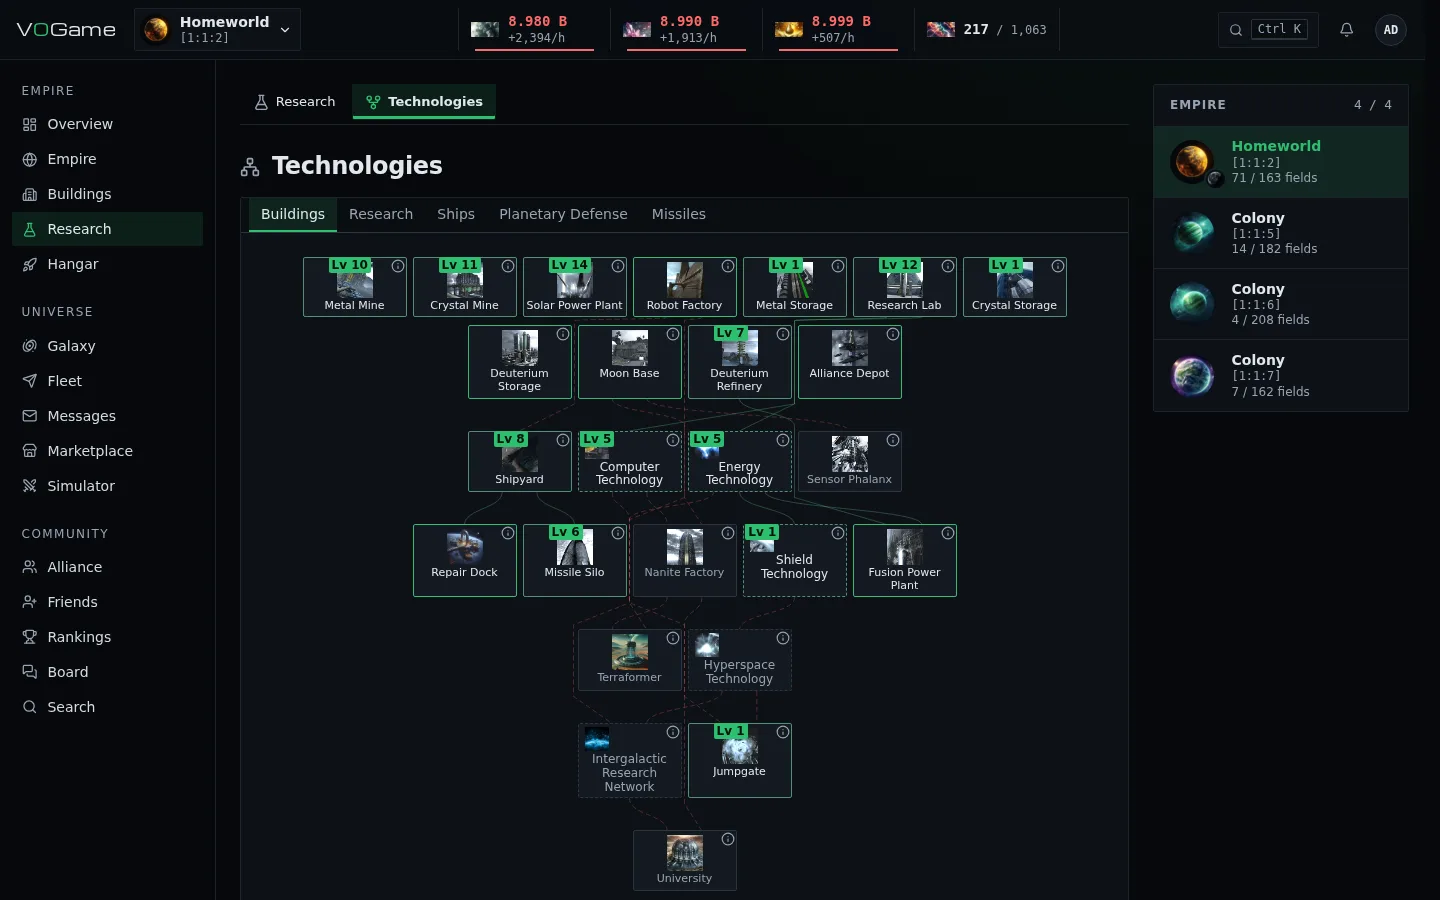 VOGame
Homeworld
[1:1:2]
8.980 B
+2,394/h
8.990 B
+1,913/h
8.999 B
+507/h
217 / 1,063
Ctrl K
AD
EMPIRE
Overview
Empire
Buildings
Research
Hangar
UNIVERSE
Galaxy
Fleet
Messages
Marketplace
Simulator
COMMUNITY
Alliance
Friends
Rankings
Board
Search
Research
Technologies
Technologies
Buildings
Research
Ships
Planetary Defense
Missiles
Lv 10
Metal Mine
Lv 11
Crystal Mine
Lv 14
Solar Power Plant
Robot Factory
Lv 1
Metal Storage
Lv 12
Research Lab
Lv 1
Crystal Storage
Deuterium
Storage
Moon Base
Lv 7
Deuterium
Refinery
Alliance Depot
Lv 8
Shipyard
Lv 5
Computer
Technology
Lv 5
Energy
Technology
Sensor Phalanx
Repair Dock
Lv 6
Missile Silo
Nanite Factory
Lv 1
Shield
Technology
Fusion Power
Plant
Terraformer
Hyperspace
Technology
Intergalactic
Research
Network
Lv 1
Jumpgate
University
EMPIRE
4 / 4
Homeworld
[1:1:2]
71 / 163 fields
Colony
[1:1:5]
14 / 182 fields
Colony
[1:1:6]
4 / 208 fields
Colony
[1:1:7]
7 / 162 fields